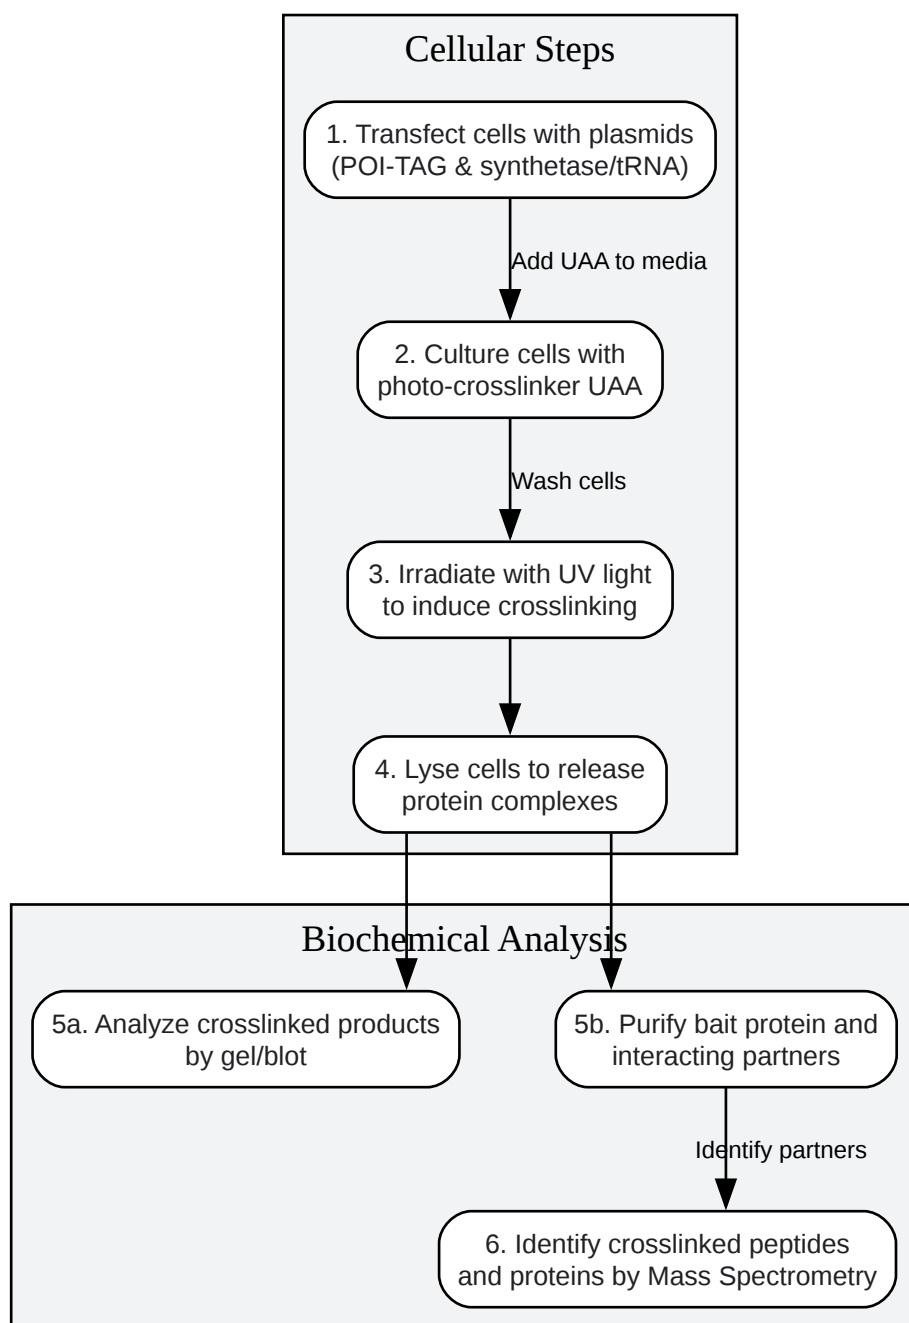 Cellular Steps
1. Transfect cells with plasmids
(POI-TAG & synthetase/tRNA)
Add UAA to media
2. Culture cells with
photo-crosslinker UAA
Wash cells
3. Irradiate with UV light
to induce crosslinking
4. Lyse cells to release
protein complexes
Biochemical Analysis
5a. Analyze crosslinked products
by gel/blot
5b. Purify bait protein and
interacting partners
Identify partners
6. Identify crosslinked peptides
and proteins by Mass Spectrometry